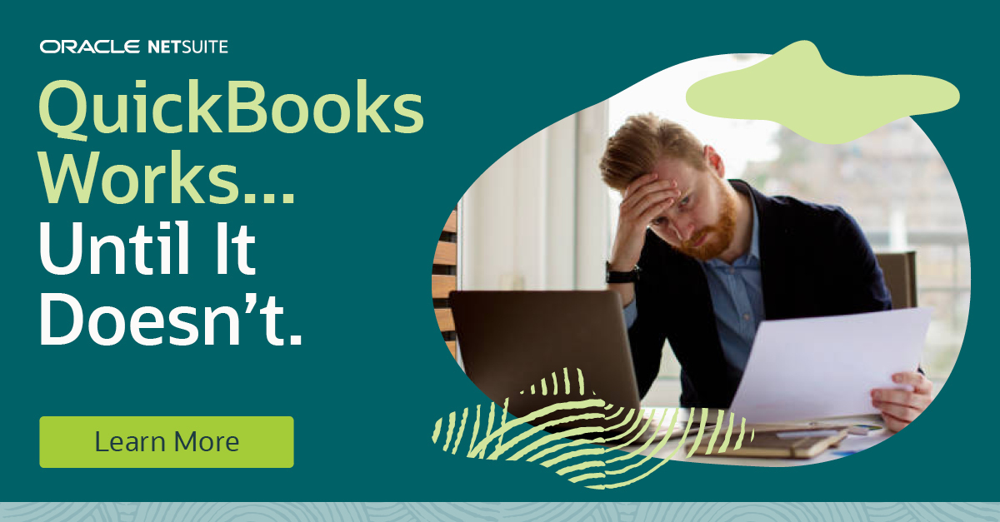 ORACLE NETSUITE
QuickBooks
Works...
Until It
Doesn’t.
Learn More